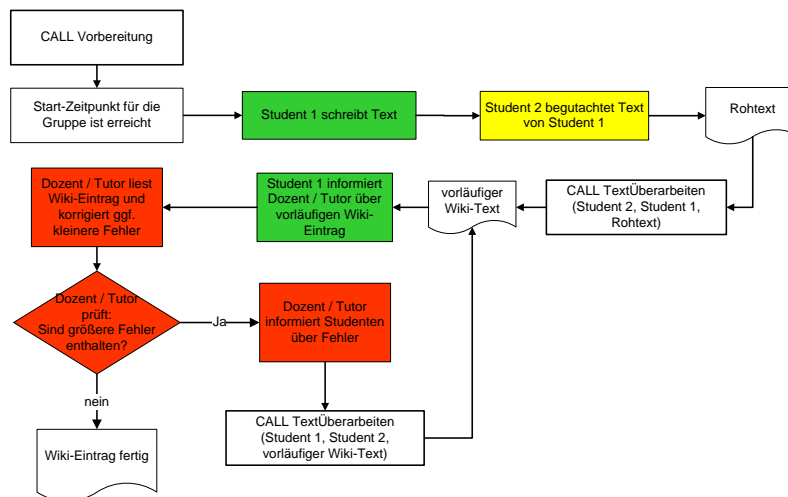 CALL Vorbereitung
Start-Zeitpunkt für die
Gruppe ist erreicht
Student 1 schreibt Text
Student 2 begutachtet Text
von Student 1
Rohtext
Dozent / Tutor liest
Wiki-Eintrag und
korrigiert ggf.
kleinere Fehler
Student 1 informiert
Dozent / Tutor über
vorläufigen Wiki-
Eintrag
vorläufiger
Wiki-Text
CALL TextÜberarbeiten
(Student 2, Student 1,
Rohtext)
Dozent / Tutor
prüft:
Sind größere Fehler
enthalten?
Ja
Dozent / Tutor
informiert Studenten
über Fehler
nein
CALL TextÜberarbeiten
(Student 1, Student 2,
vorläufiger Wiki-Text)
Wiki-Eintrag fertig